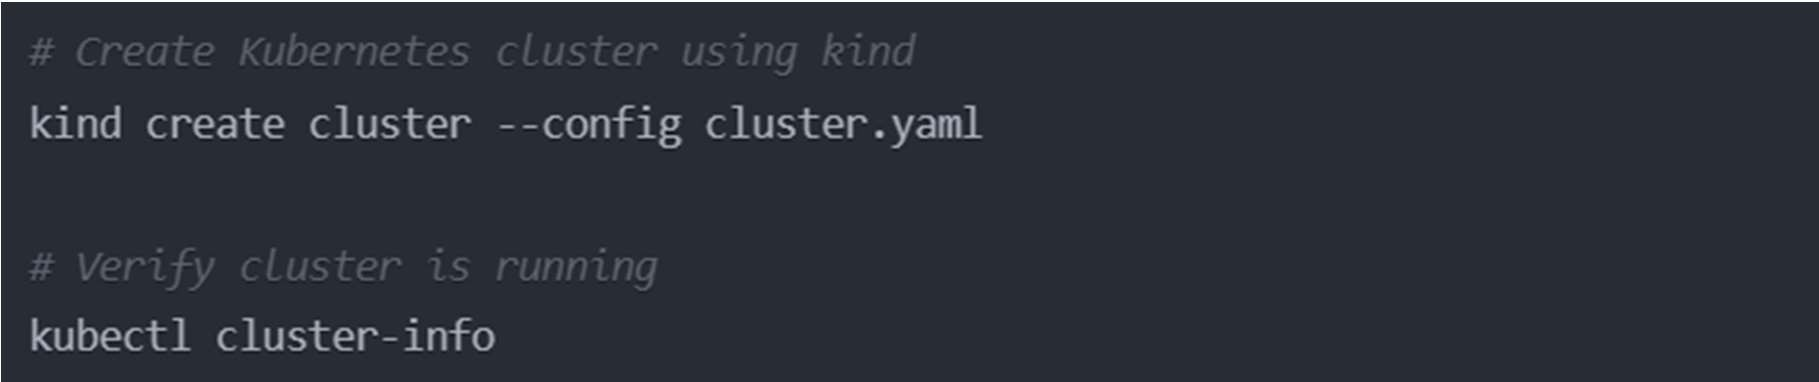 # Create Kubernetes cluster using kind
kind create cluster --config cluster.yaml
# Verify cluster is running
kubectl cluster-info